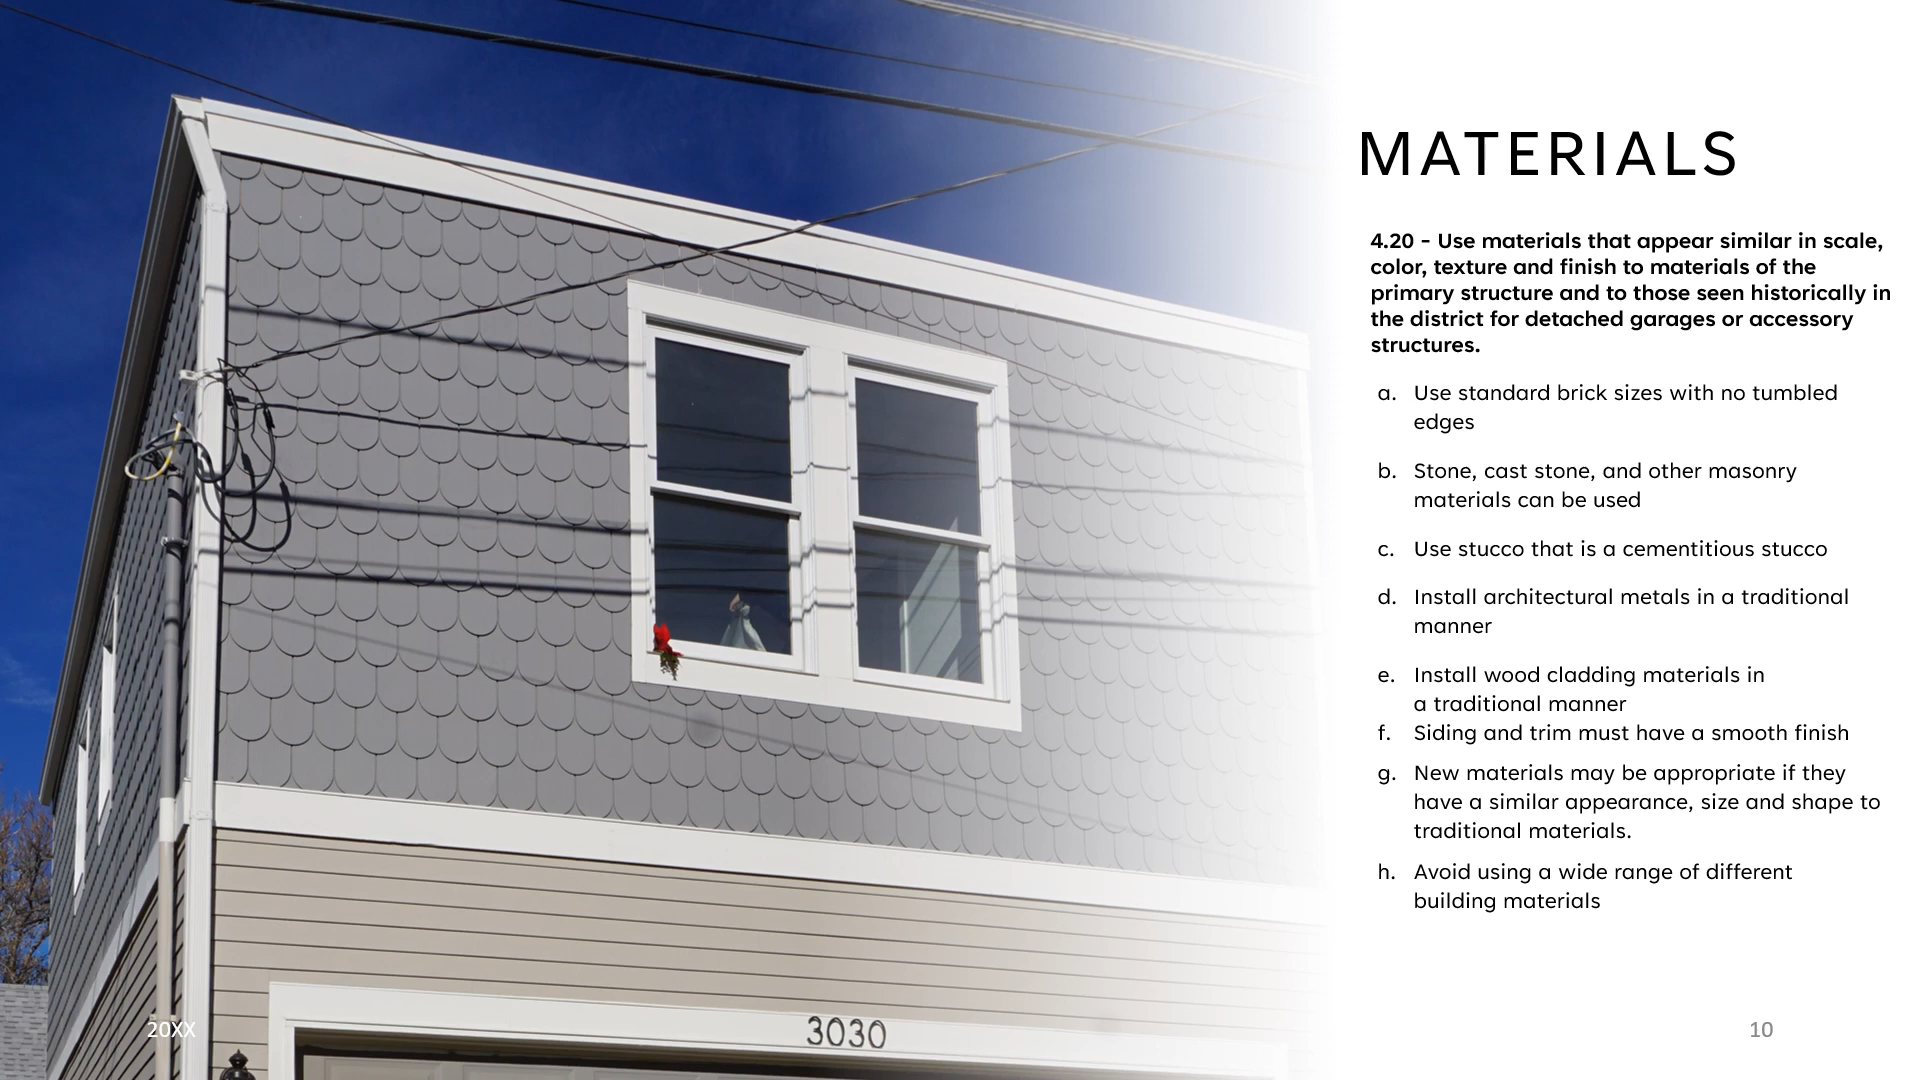 MATERIALS
4.20 - Use materials that appear similar in scale,
color, texture and finish to materials of the
primary structure and to those seen historically in
the district for detached garages or accessory
structures.
a. Use standard brick sizes with no tumbled
edges
b. Stone, cast stone, and other masonry
materials can be used
c. Use stucco that is a cementitious stucco
d. Install architectural metals in a traditional
manner
e. Install wood cladding materials in
a traditional manner
f. Siding and trim must have a smooth finish
g. New materials may be appropriate if they
have a similar appearance, size and shape to
traditional materials.
h. Avoid using a wide range of different
building materials
3030
20XX
10